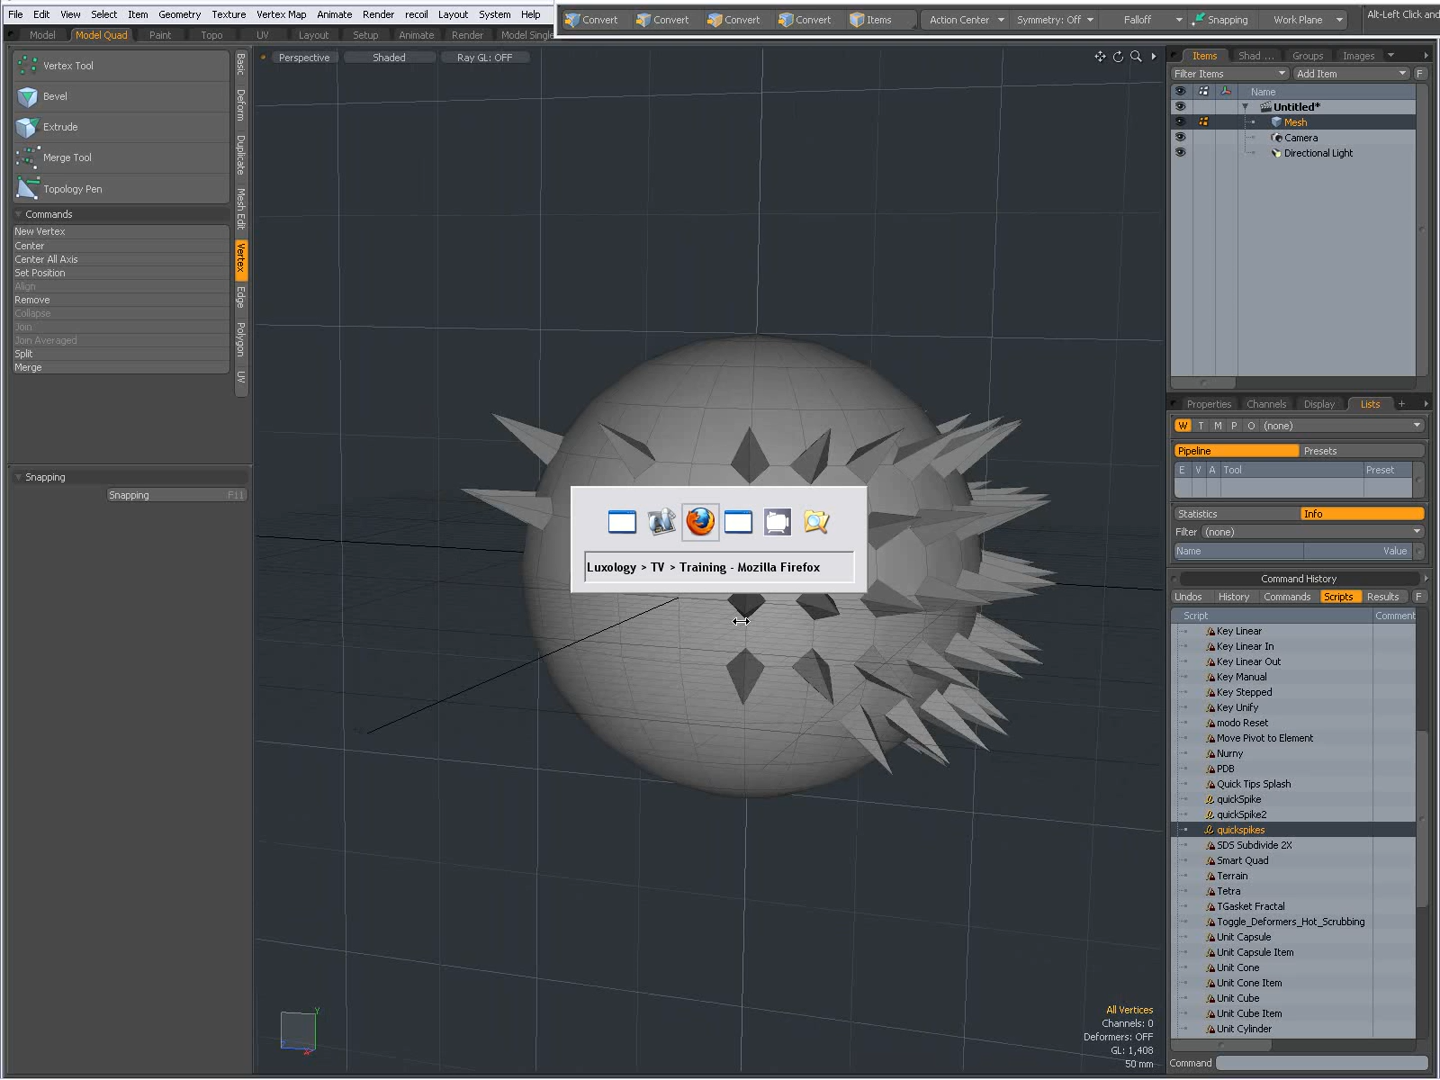 File Edit View Select Item Geometry Texture Vertex Map Animate Render recoil Layout System Help
Convert Convert Convert Convert Items Action Center Symmetry: Off Falloff Snapping Work Plane Alt-Left Click and
Model Model Quad Paint Topo UV Layout Setup Animate Render Model Single
Perspective Shaded Ray GL: OFF
Vertex Tool
Bevel
Extrude
Merge Tool
Topology Pen
Commands
New Vertex
Center
Center All Axis
Set Position
Align
Remove
Collapse
Join
Join Averaged
Split
Merge
Basic
Deform
Duplicate
Mesh Edit
Vertex
Edge
Polygon
UV
Snapping
Snapping F11
Luxology > TV > Training - Mozilla Firefox
All Vertices
Channels: 0
Deformers: OFF
GL: 1,408
50 mm
Y
X
Z
Items Shad ... Groups Images
Filter Items Add Item F
Name
Untitled*
Mesh
Camera
Directional Light
Properties Channels Display Lists +
W T M P O (none)
Pipeline Presets
E V A Tool Preset
Statistics Info
Filter (none)
Name Value
Command History
Undos History Commands Scripts Results F
Script Comment
Key Linear
Key Linear In
Key Linear Out
Key Manual
Key Stepped
Key Unify
modo Reset
Move Pivot to Element
Nurny
PDB
Quick Tips Splash
quickSpike
quickSpike2
quickspikes
SDS Subdivide 2X
Smart Quad
Terrain
Tetra
TGasket Fractal
Toggle_Deformers_Hot_Scrubbing
Unit Capsule
Unit Capsule Item
Unit Cone
Unit Cone Item
Unit Cube
Unit Cube Item
Unit Cylinder
Command